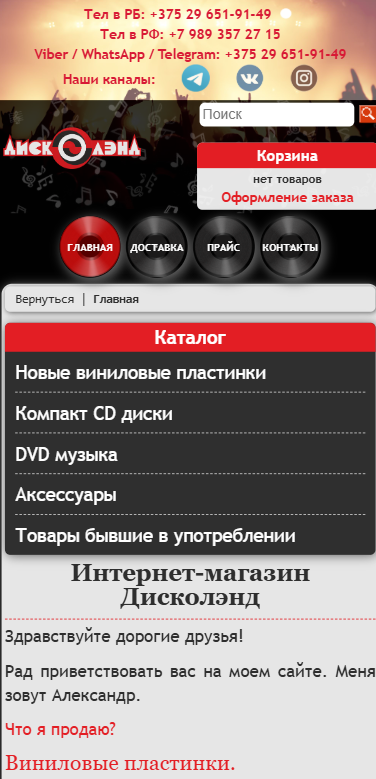 Тел в РБ: +375 29 651-91-49
Тел в РФ: +7 989 357 27 15
Viber / WhatsApp / Telegram: +375 29 651-91-49
Наши каналы:
Поиск
ДИСКОЛЭНД
Корзина
нет товаров
Оформление заказа
ГЛАВНАЯ ДОСТАВКА ПРАЙС КОНТАКТЫ
Вернуться | Главная
Каталог
Новые виниловые пластинки
Компакт CD диски
DVD музыка
Аксессуары
Товары бывшие в употреблении
Интернет-магазин
Дисколэнд
Здравствуйте дорогие друзья!
Рад приветствовать вас на моем сайте. Меня
зовут Александр.
Что я продаю?
Виниловые пластинки.